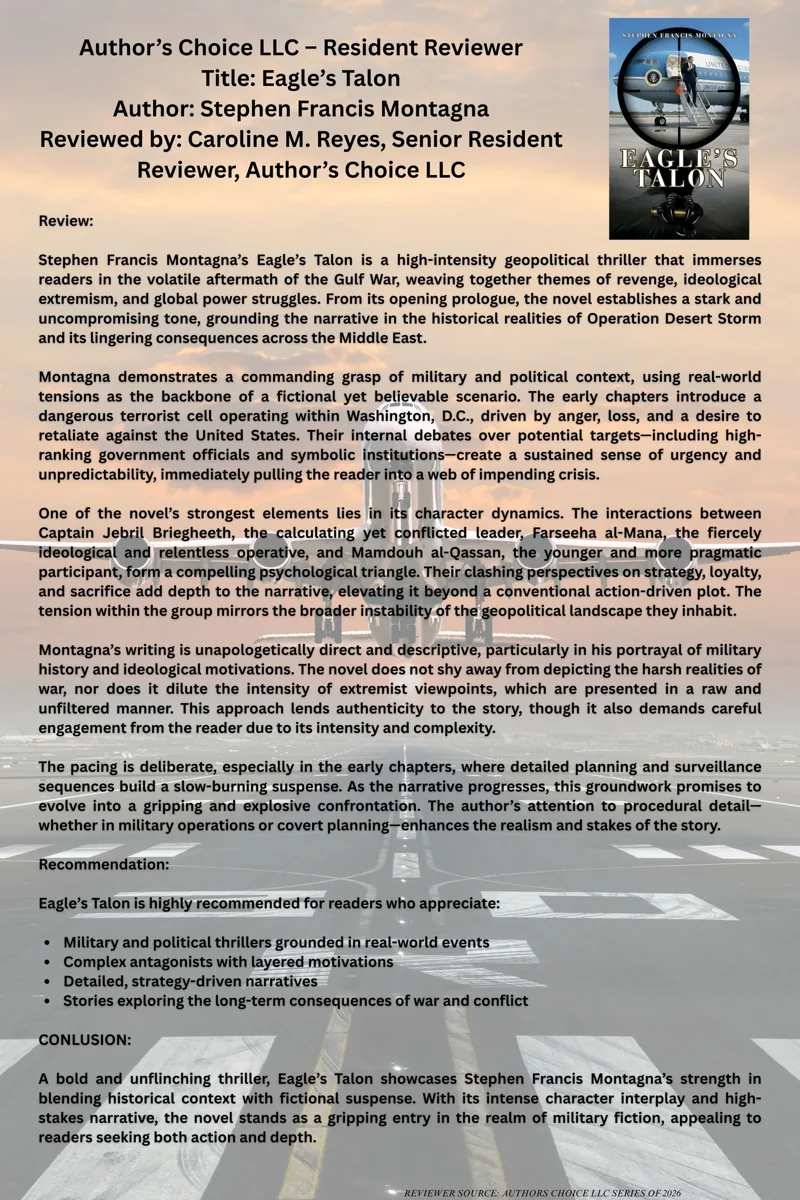 Author's Choice LLC – Resident Reviewer
Title: Eagle's Talon
Author: Stephen Francis Montagna
Reviewed by: Caroline M. Reyes, Senior Resident
Reviewer, Author's Choice LLC
STEPHEN FRANCIS MONTAGNA
UNITED
EAGLE'S
TALON
Review:
Stephen Francis Montagna's Eagle's Talon is a high-intensity geopolitical thriller that immerses
readers in the volatile aftermath of the Gulf War, weaving together themes of revenge, ideological
extremism, and global power struggles. From its opening prologue, the novel establishes a stark and
uncompromising tone, grounding the narrative in the historical realities of Operation Desert Storm
and its lingering consequences across the Middle East.
Montagna demonstrates a commanding grasp of military and political context, using real-world
tensions as the backbone of a fictional yet believable scenario. The early chapters introduce a
dangerous terrorist cell operating within Washington, D.C., driven by anger, loss, and a desire to
retaliate against the United States. Their internal debates over potential targets—including high-
ranking government officials and symbolic institutions—create a sustained sense of urgency and
unpredictability, immediately pulling the reader into a web of impending crisis.
One of the novel's strongest elements lies in its character dynamics. The interactions between
Captain Jebril Briegheeth, the calculating yet conflicted leader, Farseeha al-Mana, the fiercely
ideological and relentless operative, and Mamdouh al-Qassan, the younger and more pragmatic
participant, form a compelling psychological triangle. Their clashing perspectives on strategy, loyalty,
and sacrifice add depth to the narrative, elevating it beyond a conventional action-driven plot. The
tension within the group mirrors the broader instability of the geopolitical landscape they inhabit.
Montagna's writing is unapologetically direct and descriptive, particularly in his portrayal of military
history and ideological motivations. The novel does not shy away from depicting the harsh realities of
war, nor does it dilute the intensity of extremist viewpoints, which are presented in a raw and
unfiltered manner. This approach lends authenticity to the story, though it also demands careful
engagement from the reader due to its intensity and complexity.
The pacing is deliberate, especially in the early chapters, where detailed planning and surveillance
sequences build a slow-burning suspense. As the narrative progresses, this groundwork promises to
evolve into a gripping and explosive confrontation. The author's attention to procedural detail—
whether in military operations or covert planning—enhances the realism and stakes of the story.
Recommendation:
Eagle's Talon is highly recommended for readers who appreciate:
• Military and political thrillers grounded in real-world events
• Complex antagonists with layered motivations
• Detailed, strategy-driven narratives
• Stories exploring the long-term consequences of war and conflict
CONLUSION:
A bold and unflinching thriller, Eagle's Talon showcases Stephen Francis Montagna's strength in
blending historical context with fictional suspense. With its intense character interplay and high-
stakes narrative, the novel stands as a gripping entry in the realm of military fiction, appealing to
readers seeking both action and depth.
REVIEWER SOURCE: AUTHORS CHOICE LLC SERIES OF 2026